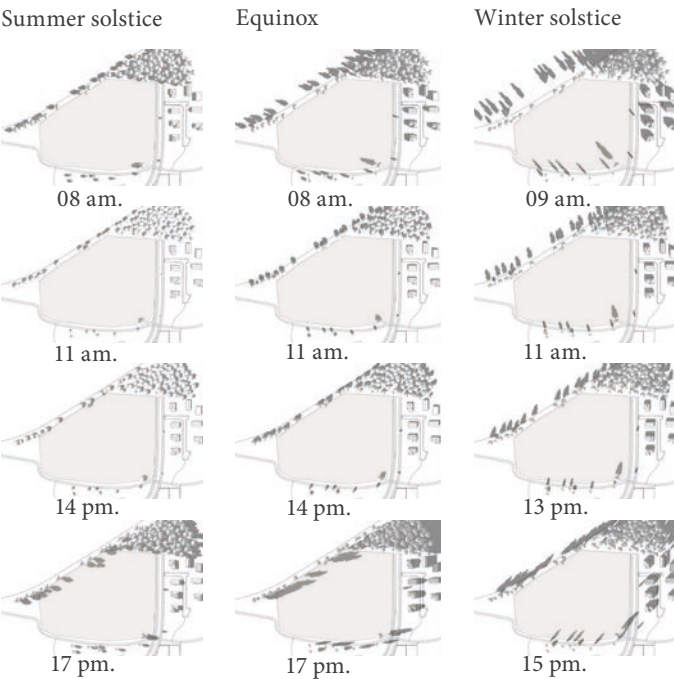 Summer solstice Equinox Winter solstice
08 am. 08 am. 09 am.
11 am. 11 am. 11 am.
14 pm. 14 pm. 13 pm.
17 pm. 17 pm. 15 pm.